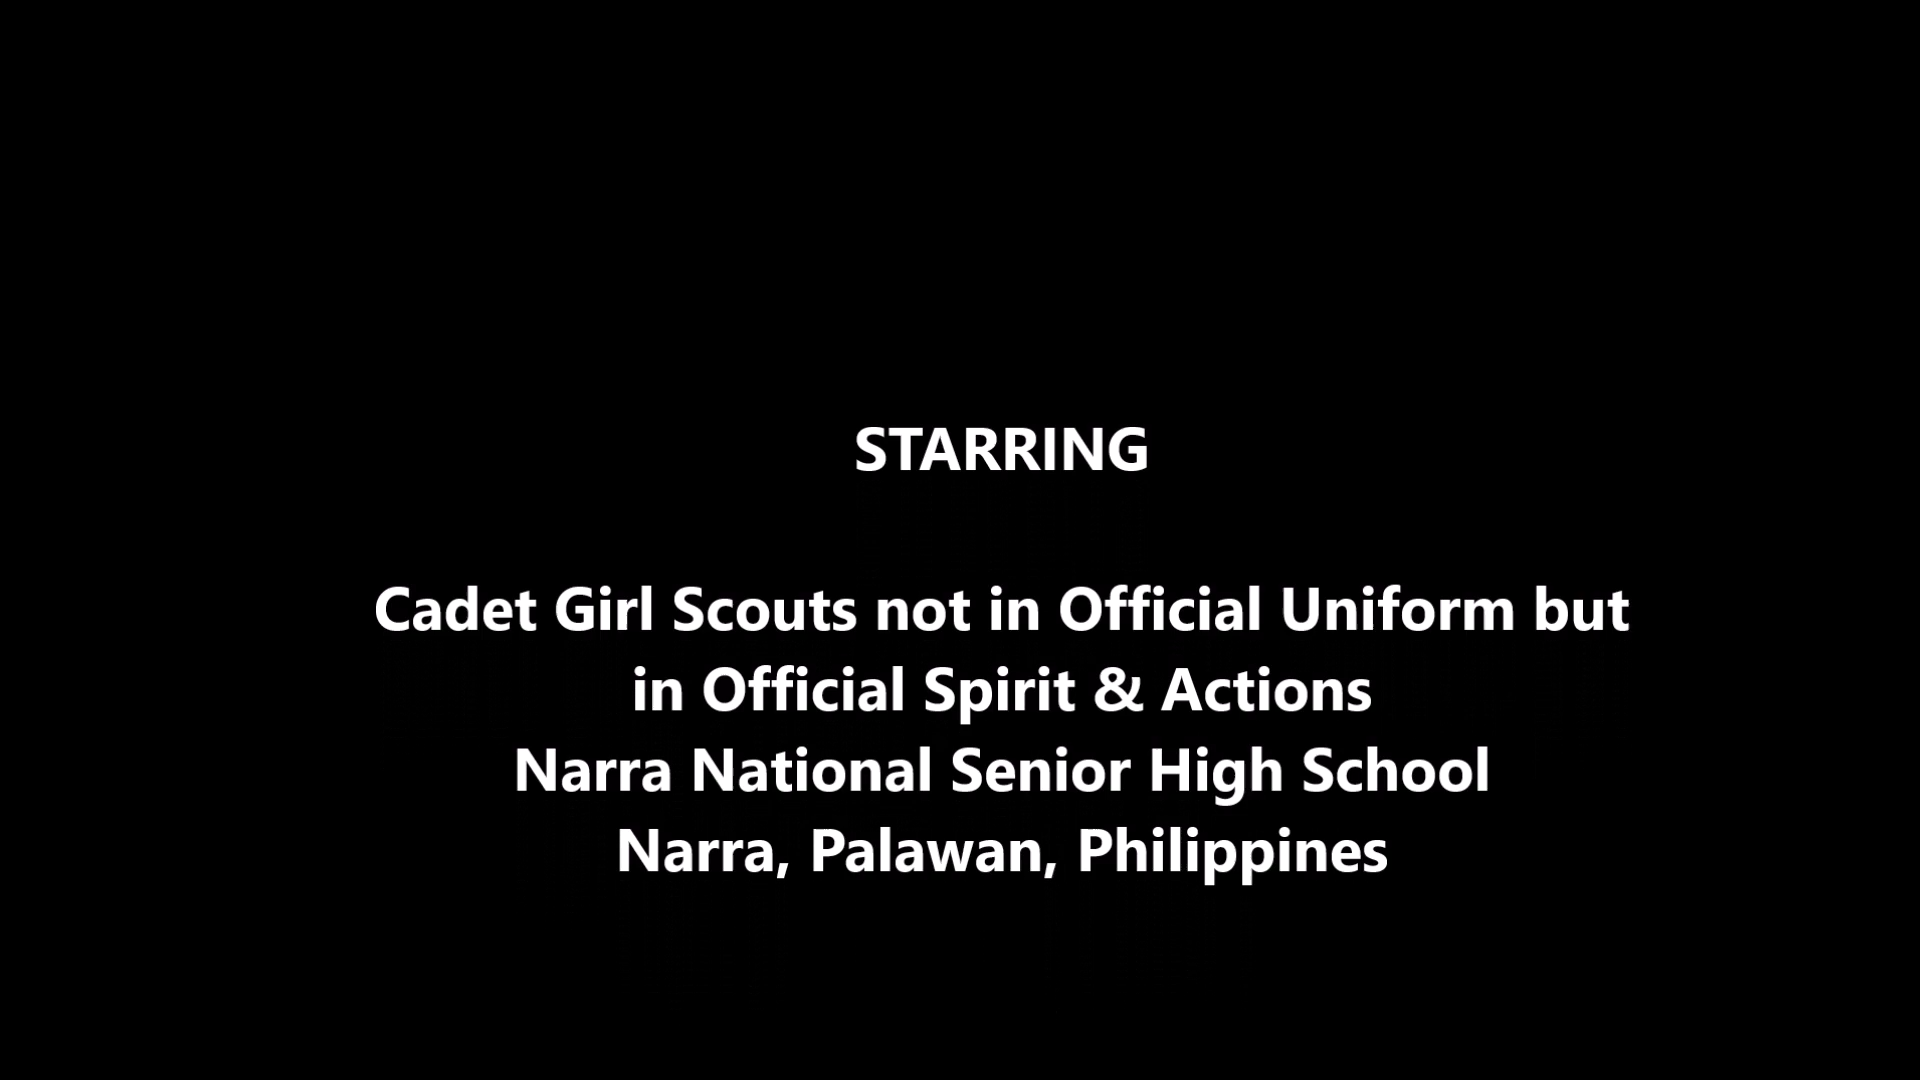 STARRING
Cadet Girl Scouts not in Official Uniform but
in Official Spirit & Actions
Narra National Senior High School
Narra, Palawan, Philippines